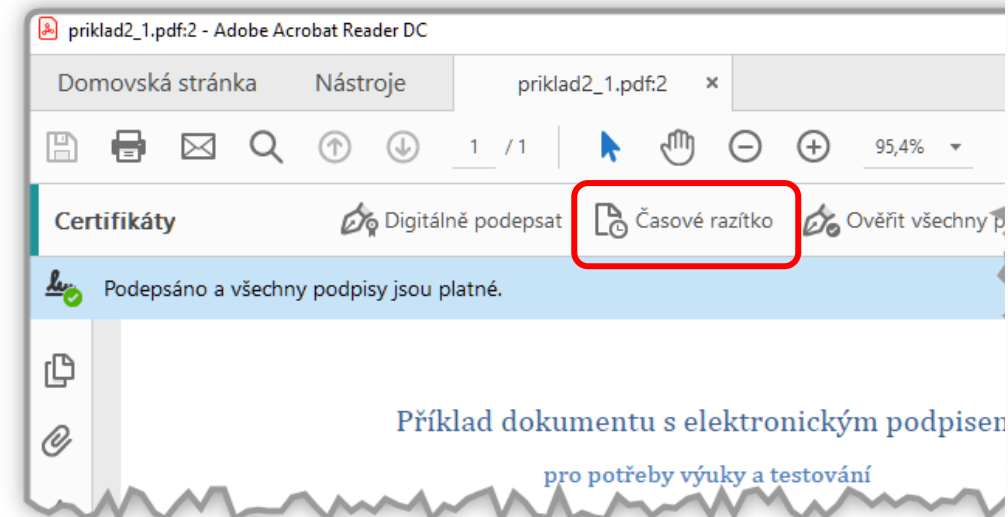 priklad2_1.pdf:2 - Adobe Acrobat Reader DC
Domovská stránka Nástroje priklad2_1.pdf:2 ×
1 / 1 95,4%
Certifikáty Digitálně podepsat Časové razítko Ověřit všechny
Podepsáno a všechny podpisy jsou platné.
Příklad dokumentu s elektronickým
pro potřeby výuky a testování